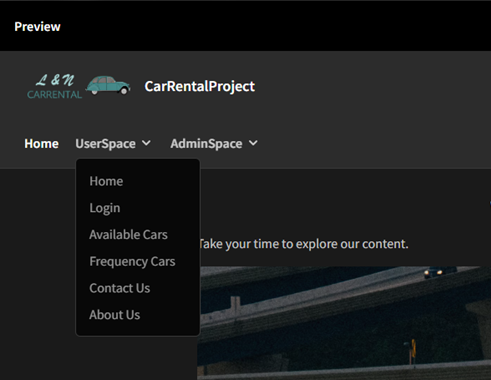 Preview
L & N
CARRENTAL
CarRentalProject
Home UserSpace AdminSpace
Home
Login
Available Cars
Frequency Cars
Contact Us
About Us
Take your time to explore our content.